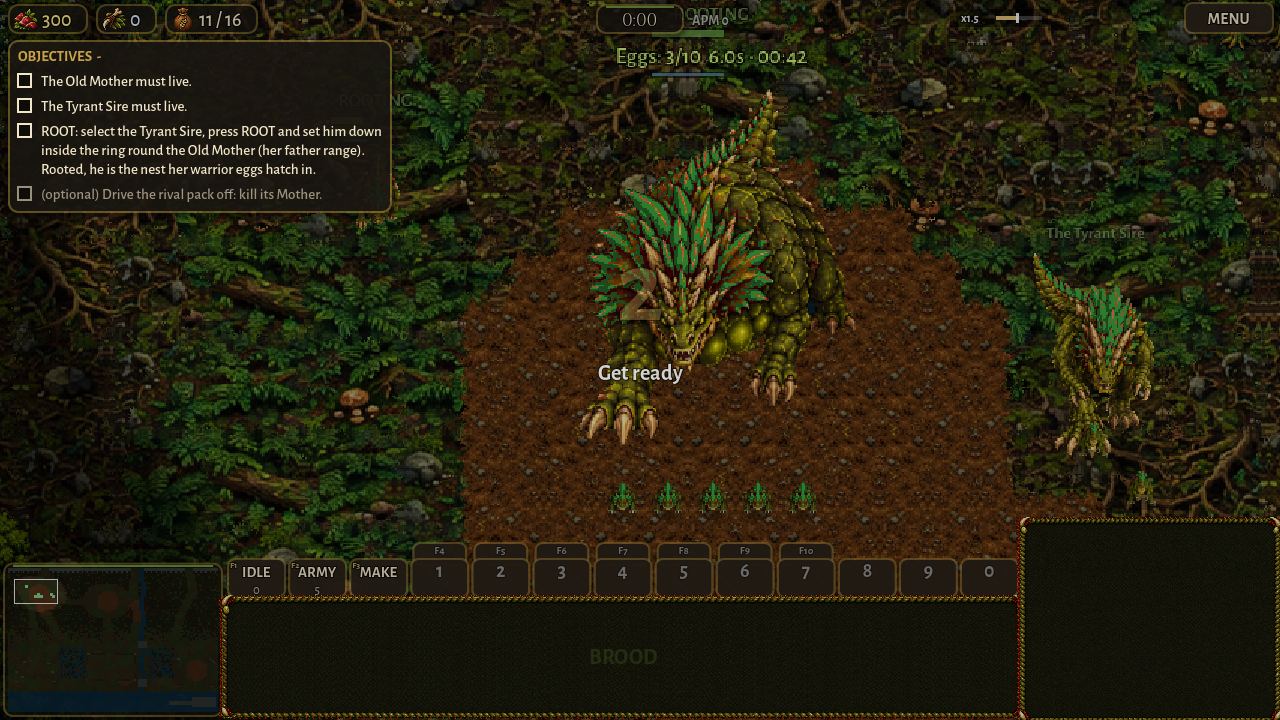 300
0
11 / 16
0:00
APM 0
ROOTING
x1.5
MENU
OBJECTIVES -
Eggs: 3/10 6.0s - 00:42
The Old Mother must live.
The Tyrant Sire must live.
ROOTING
ROOT: select the Tyrant Sire, press ROOT and set him down
inside the ring round the Old Mother (her father range).
Rooted, he is the nest her warrior eggs hatch in.
(optional) Drive the rival pack off: kill its Mother.
The Tyrant Sire
2
Get ready
F1 IDLE 0
F2 ARMY 5
F3 MAKE
F4 1
F5 2
F6 3
F7 4
F8 5
F9 6
F10 7
8
9
0
BROOD